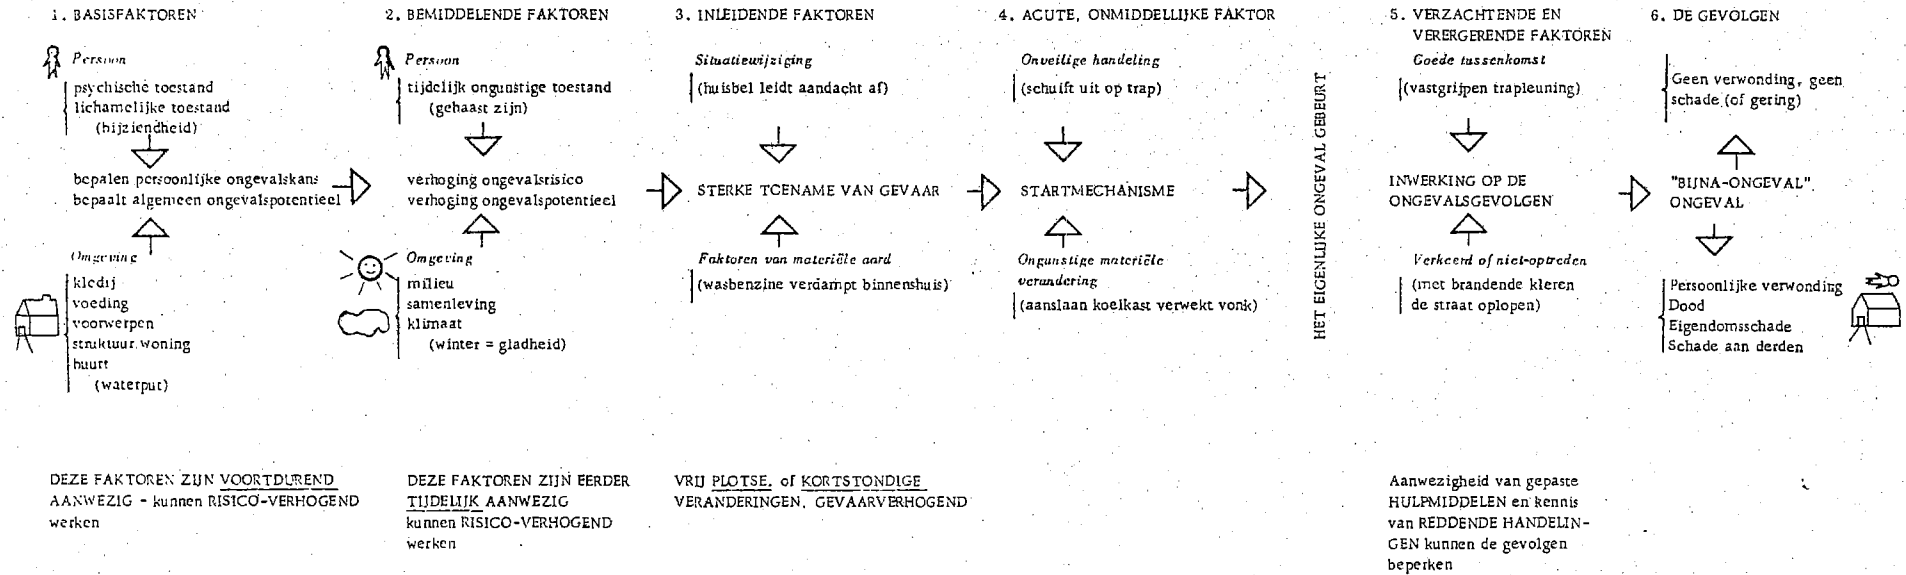 1. BASISFAKTOREN
Persoon
psychische toestand
lichamelijke toestand
(bijziendheid)
bepalen persoonlijke ongevalskans
bepaalt algemeen ongevalspotentieel
Omgeving
kledij
voeding
voorwerpen
struktuur woning
buurt
(waterput)
DEZE FAKTOREN ZIJN VOORTDUREND
AANWEZIG - kunnen RISICO-VERHOGEND
werken
2. BEMIDDELENDE FAKTOREN
Persoon
tijdelijk ongunstige toestand
(gehaast zijn)
verhoging ongevalsrisico
verhoging ongevalspotentieel
Omgeving
milieu
samenleving
klimaat
(winter = gladheid)
DEZE FAKTOREN ZIJN EERDER
TIJDELIJK AANWEZIG
kunnen RISICO-VERHOGEND
werken
3. INLEIDENDE FAKTOREN
Situatiewijziging
(huisbel leidt aandacht af)
STERKE TOENAME VAN GEVAAR
Faktoren van materiële aard
(wasbenzine verdampt binnenshuis)
VRIJ PLOTSE, of KORTSTONDIGE
VERANDERINGEN, GEVAARVERHOGEND
4. ACUTE, ONMIDDELLIJKE FAKTOR
Onveilige handeling
(schuift uit op trap)
STARTMECHANISME
Ongunstige materiële
verandering
(aanslaan koelkast verwekt vonk)
HET EIGENLIJKE ONGEVAL GEBEURT
5. VERZACHTENDE EN
VERERGERENDE FAKTOREN
Goede tussenkomst
(vastgrijpen trapleuning)
INWERKING OP DE
ONGEVALSGEVOLGEN
Verkeerd of niet-optreden
(met brandende kleren
de straat oplopen)
Aanwezigheid van gepaste
HULPMIDDELEN en kennis
van REDDENDE HANDELIN-
GEN kunnen de gevolgen
beperken
6. DE GEVOLGEN
Geen verwonding, geen
schade (of gering)
"BIJNA-ONGEVAL".
ONGEVAL
Persoonlijke verwonding
Dood
Eigendomsschade
Schade aan derden